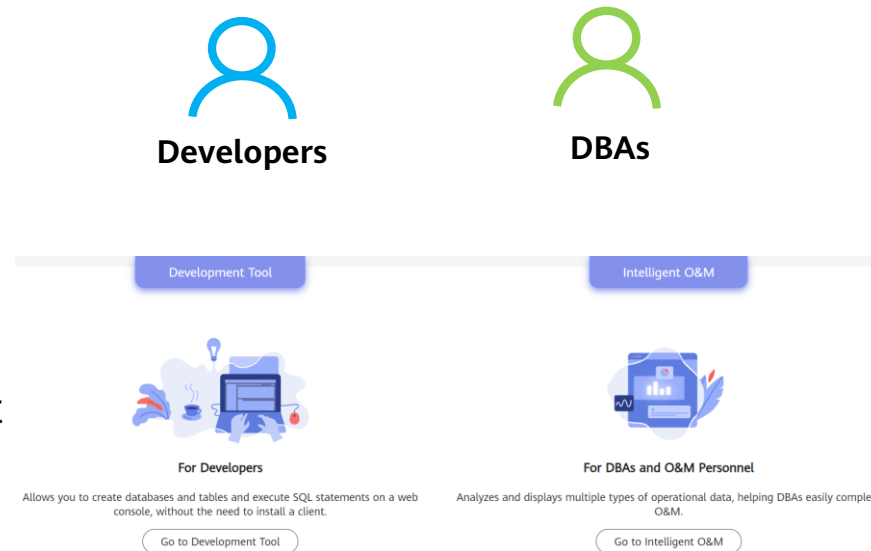 Developers
DBAs
Development Tool
Intelligent O&M
For Developers
Allows you to create databases and tables and execute SQL statements on a web
console, without the need to install a client.
Go to Development Tool
For DBAs and O&M Personnel
Analyzes and displays multiple types of operational data, helping DBAs easily comple
O&M.
Go to Intelligent O&M